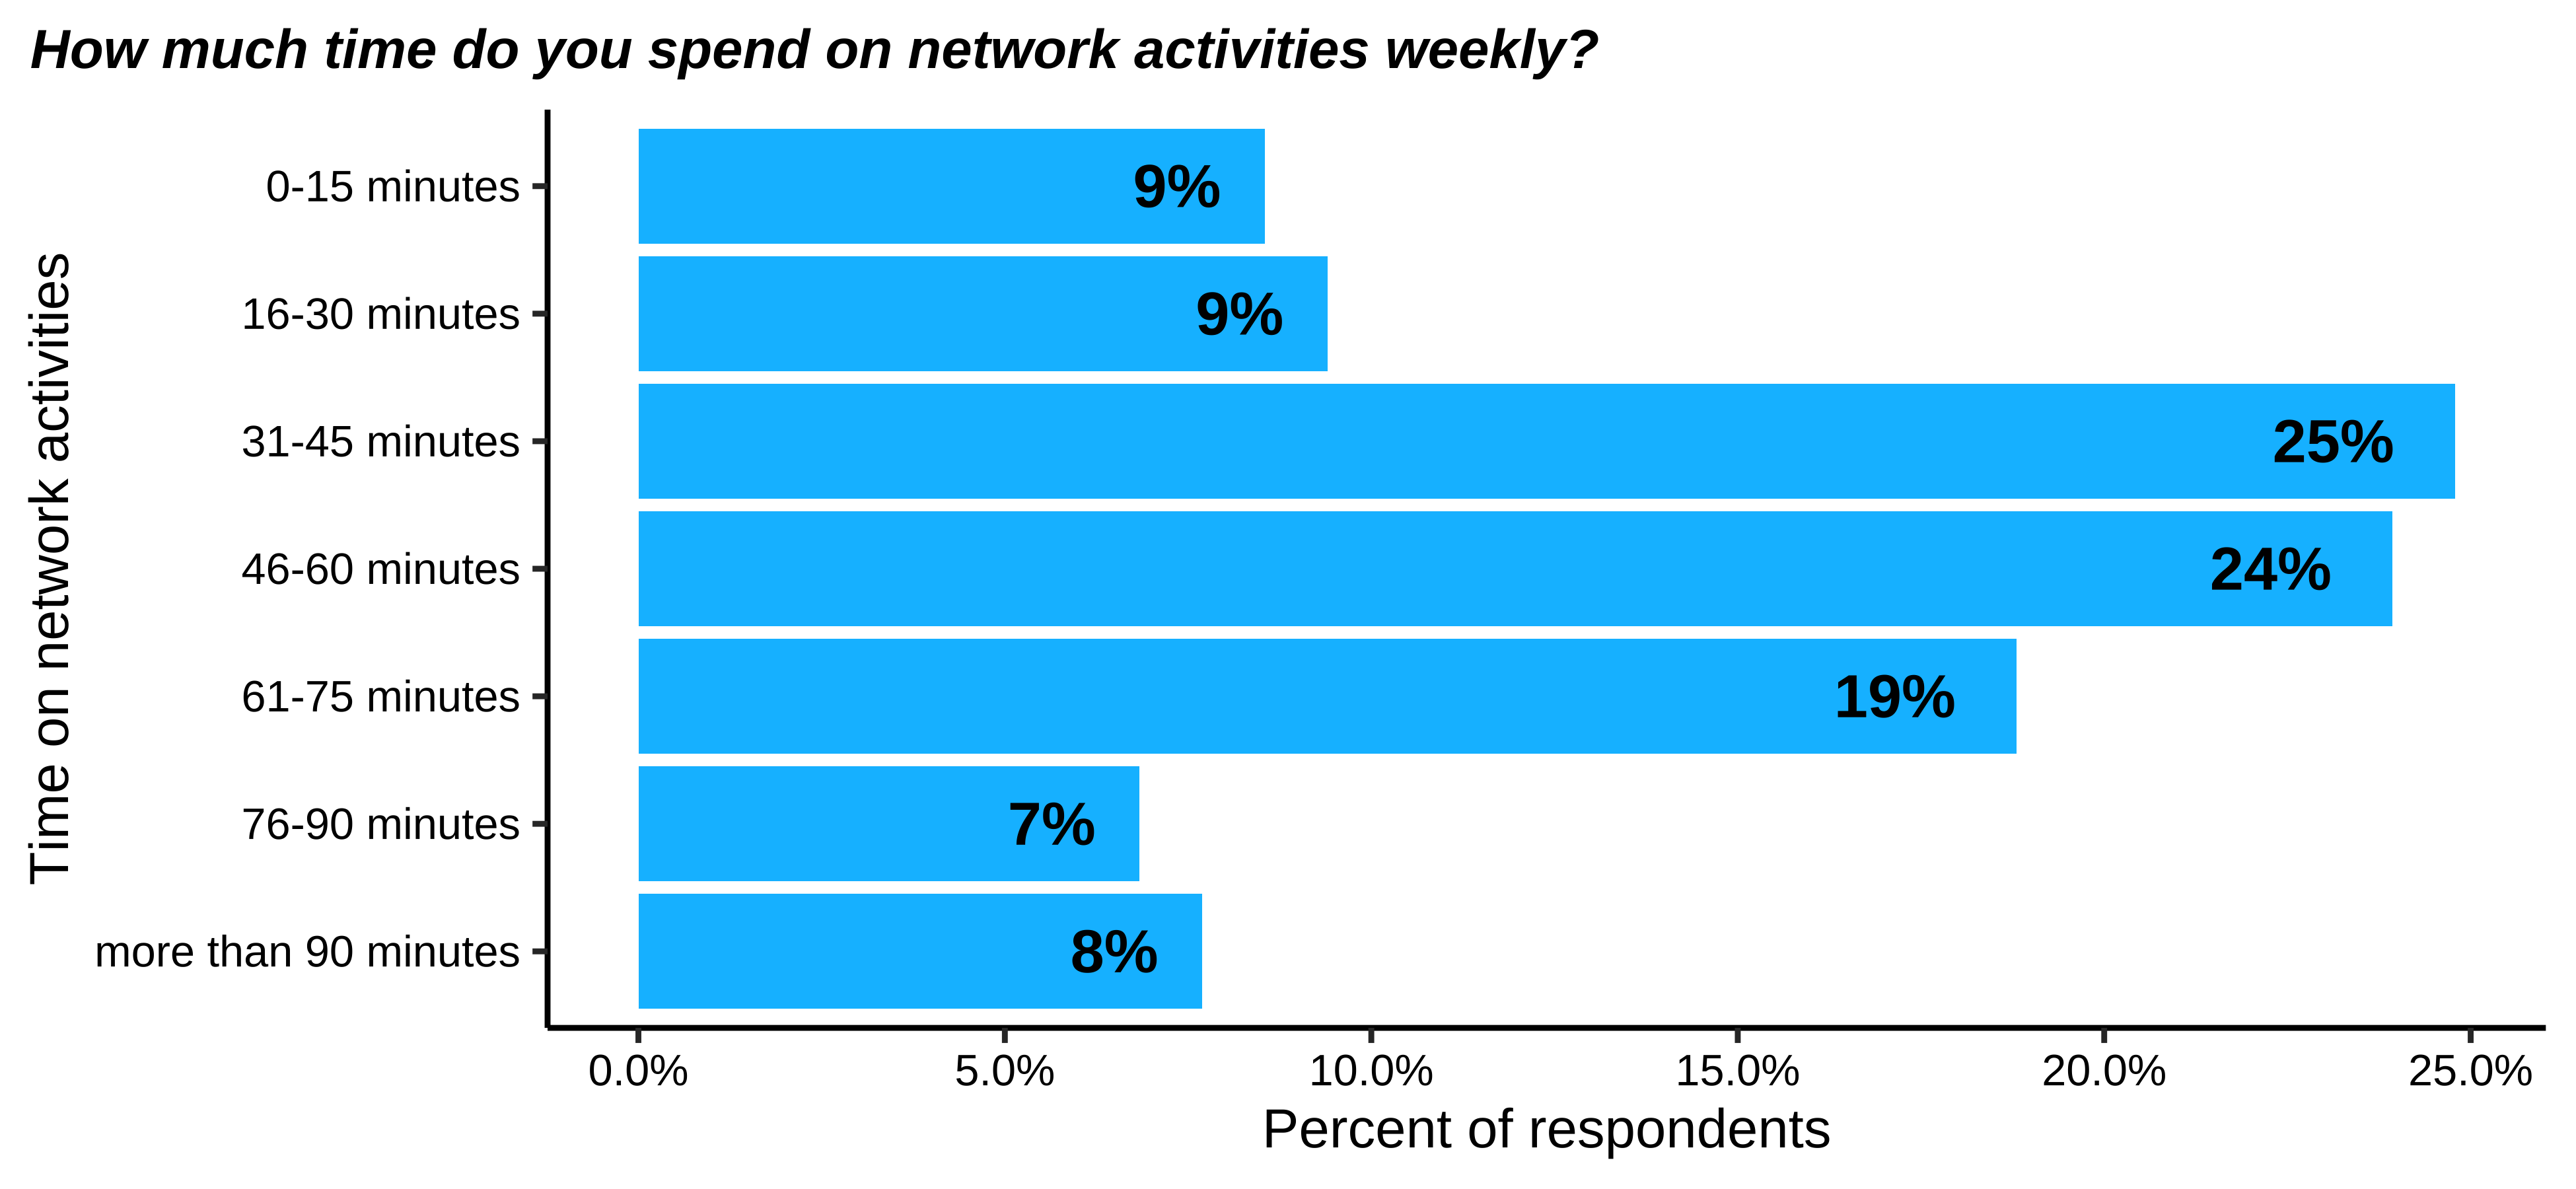 How much time do you spend on network activities weekly?
Time on network activities
0-15 minutes 9%
16-30 minutes 9%
31-45 minutes 25%
46-60 minutes 24%
61-75 minutes 19%
76-90 minutes 7%
more than 90 minutes 8%
0.0% 5.0% 10.0% 15.0% 20.0% 25.0%
Percent of respondents